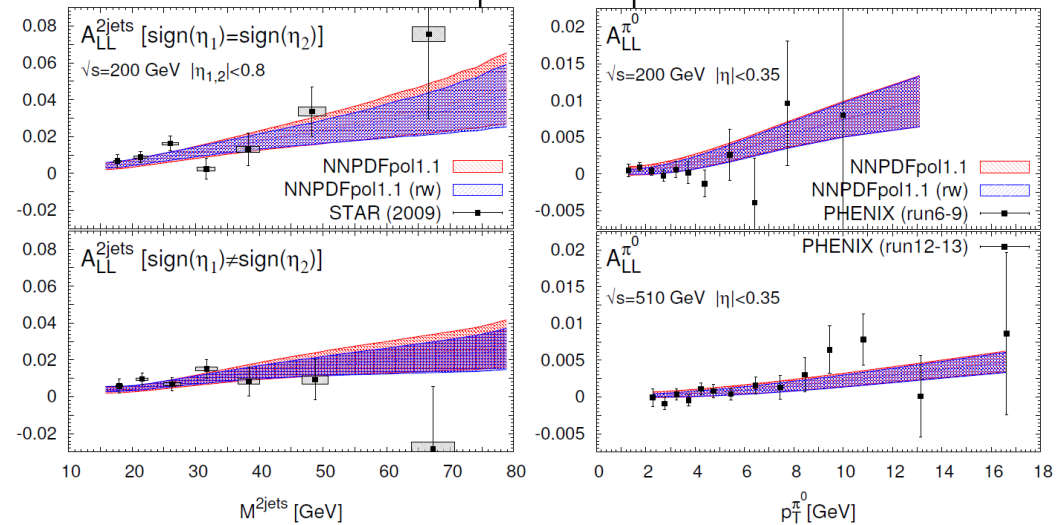 0.08
0.06
0.04
0.02
0
-0.02
A_LL^2jets [sign(η1)=sign(η2)]
√s=200 GeV |η1,2|<0.8
NNPDFpol1.1
NNPDFpol1.1 (rw)
STAR (2009)
0.02
0.015
0.01
0.005
0
-0.005
A_LL^π0
√s=200 GeV |η|<0.35
NNPDFpol1.1
NNPDFpol1.1 (rw)
PHENIX (run6-9)
0.08
0.06
0.04
0.02
0
-0.02
A_LL^2jets [sign(η1)≠sign(η2)]
10 20 30 40 50 60 70 80
M^2jets [GeV]
0.02
0.015
0.01
0.005
0
-0.005
A_LL^π0
PHENIX (run12-13)
√s=510 GeV |η|<0.35
0 2 4 6 8 10 12 14 16 18
p_T^π0 [GeV]